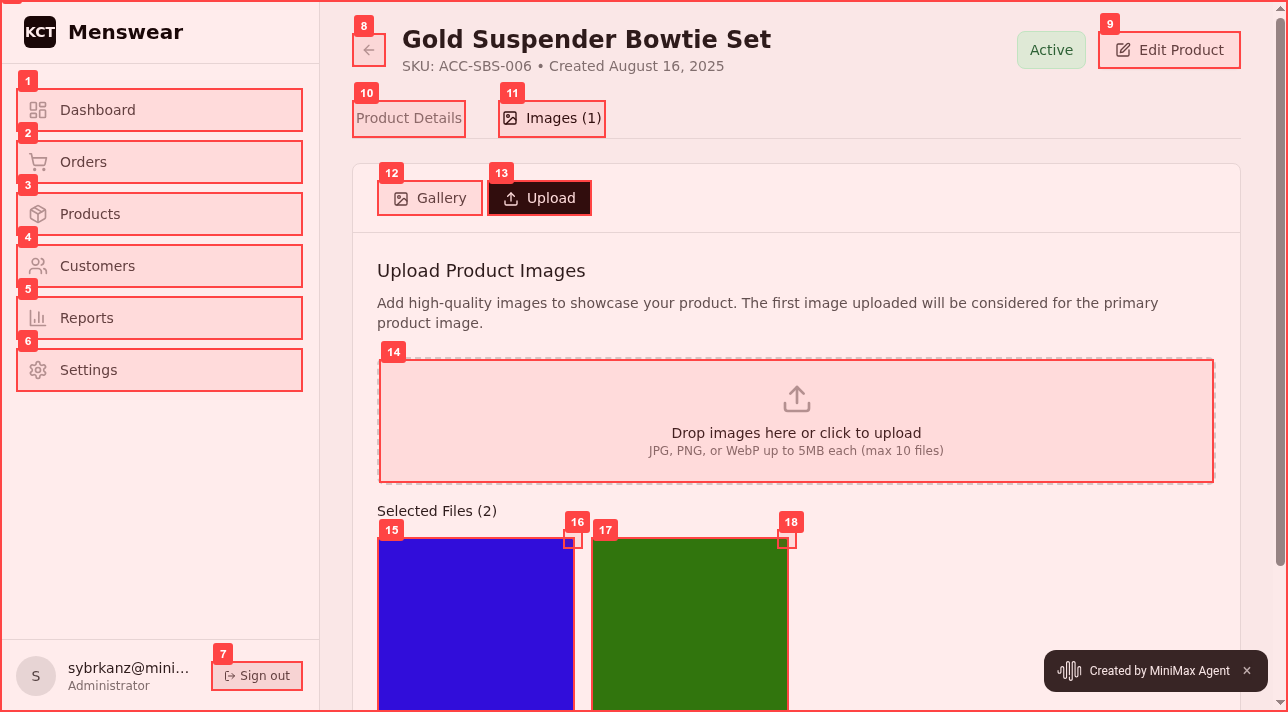 KCT Menswear
1
Dashboard
2
Orders
3
Products
4
Customers
5
Reports
6
Settings
S
sybrkanz@mini...
Administrator
7
Sign out
8
Gold Suspender Bowtie Set
SKU: ACC-SBS-006 • Created August 16, 2025
Active
9
Edit Product
10
Product Details
11
Images (1)
12
Gallery
13
Upload
Upload Product Images
Add high-quality images to showcase your product. The first image uploaded will be considered for the primary
product image.
14
Drop images here or click to upload
JPG, PNG, or WebP up to 5MB each (max 10 files)
Selected Files (2)
15
16
17
18
Created by MiniMax Agent ×